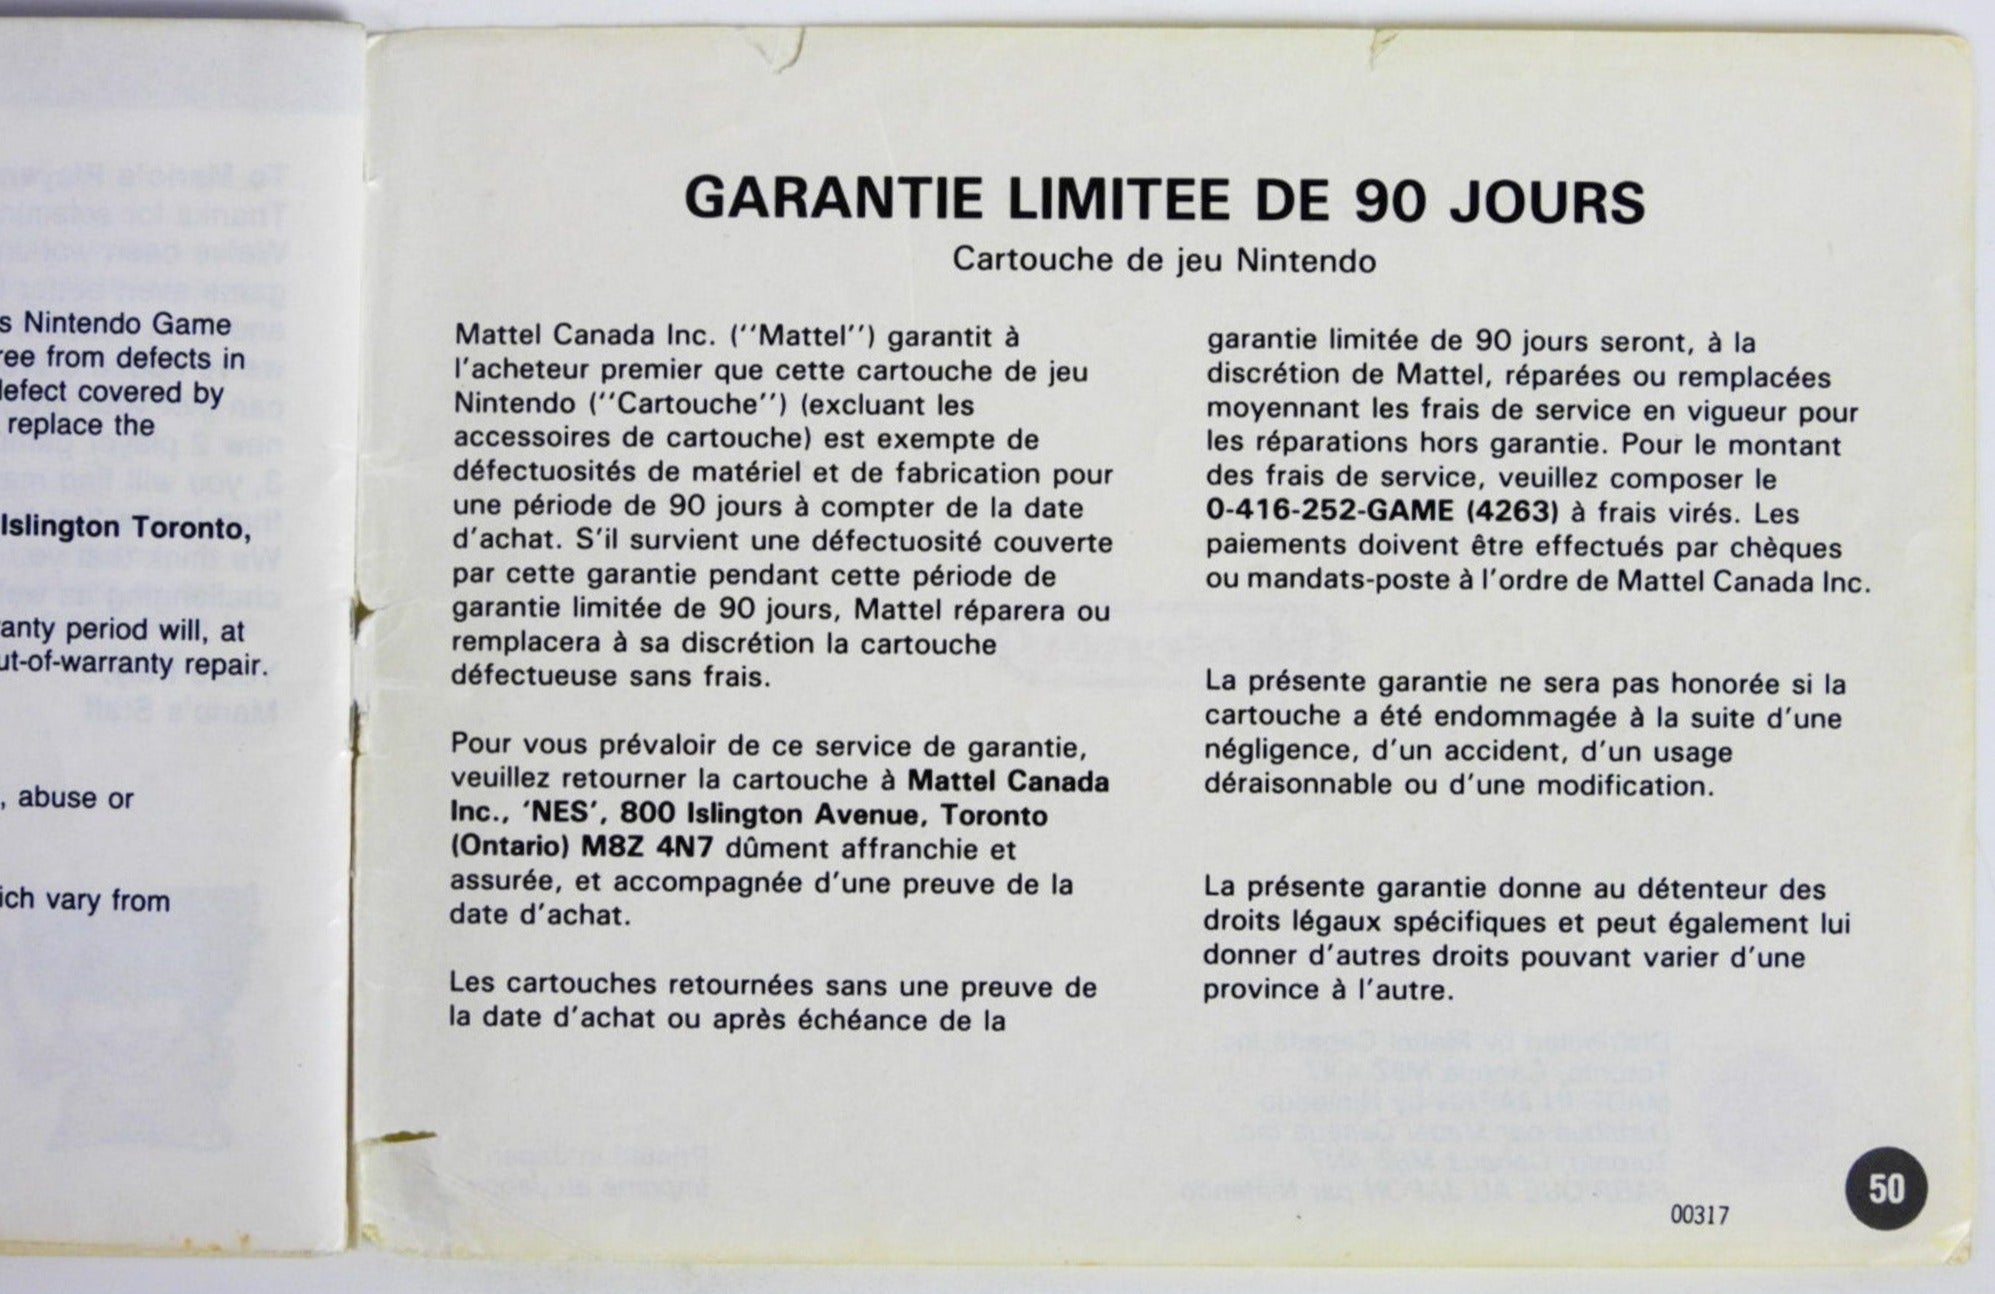 s Nintendo Game
ree from defects in
defect covered by
replace the
Islington Toronto,
anty period will, at
ut-of-warranty repair.
, abuse or
ich vary from
GARANTIE LIMITEE DE 90 JOURS
Cartouche de jeu Nintendo
Mattel Canada Inc. (''Mattel'') garantit à
l'acheteur premier que cette cartouche de jeu
Nintendo (''Cartouche'') (excluant les
accessoires de cartouche) est exempte de
défectuosités de matériel et de fabrication pour
une période de 90 jours à compter de la date
d'achat. S'il survient une défectuosité couverte
par cette garantie pendant cette période de
garantie limitée de 90 jours, Mattel réparera ou
remplacera à sa discrétion la cartouche
défectueuse sans frais.
Pour vous prévaloir de ce service de garantie,
veuillez retourner la cartouche à Mattel Canada
Inc., 'NES', 800 Islington Avenue, Toronto
(Ontario) M8Z 4N7 dûment affranchie et
assurée, et accompagnée d'une preuve de la
date d'achat.
Les cartouches retournées sans une preuve de
la date d'achat ou après échéance de la
garantie limitée de 90 jours seront, à la
discrétion de Mattel, réparées ou remplacées
moyennant les frais de service en vigueur pour
les réparations hors garantie. Pour le montant
des frais de service, veuillez composer le
0-416-252-GAME (4263) à frais virés. Les
paiements doivent être effectués par chèques
ou mandats-poste à l'ordre de Mattel Canada Inc.
La présente garantie ne sera pas honorée si la
cartouche a été endommagée à la suite d'une
négligence, d'un accident, d'un usage
déraisonnable ou d'une modification.
La présente garantie donne au détenteur des
droits légaux spécifiques et peut également lui
donner d'autres droits pouvant varier d'une
province à l'autre.
00317
50